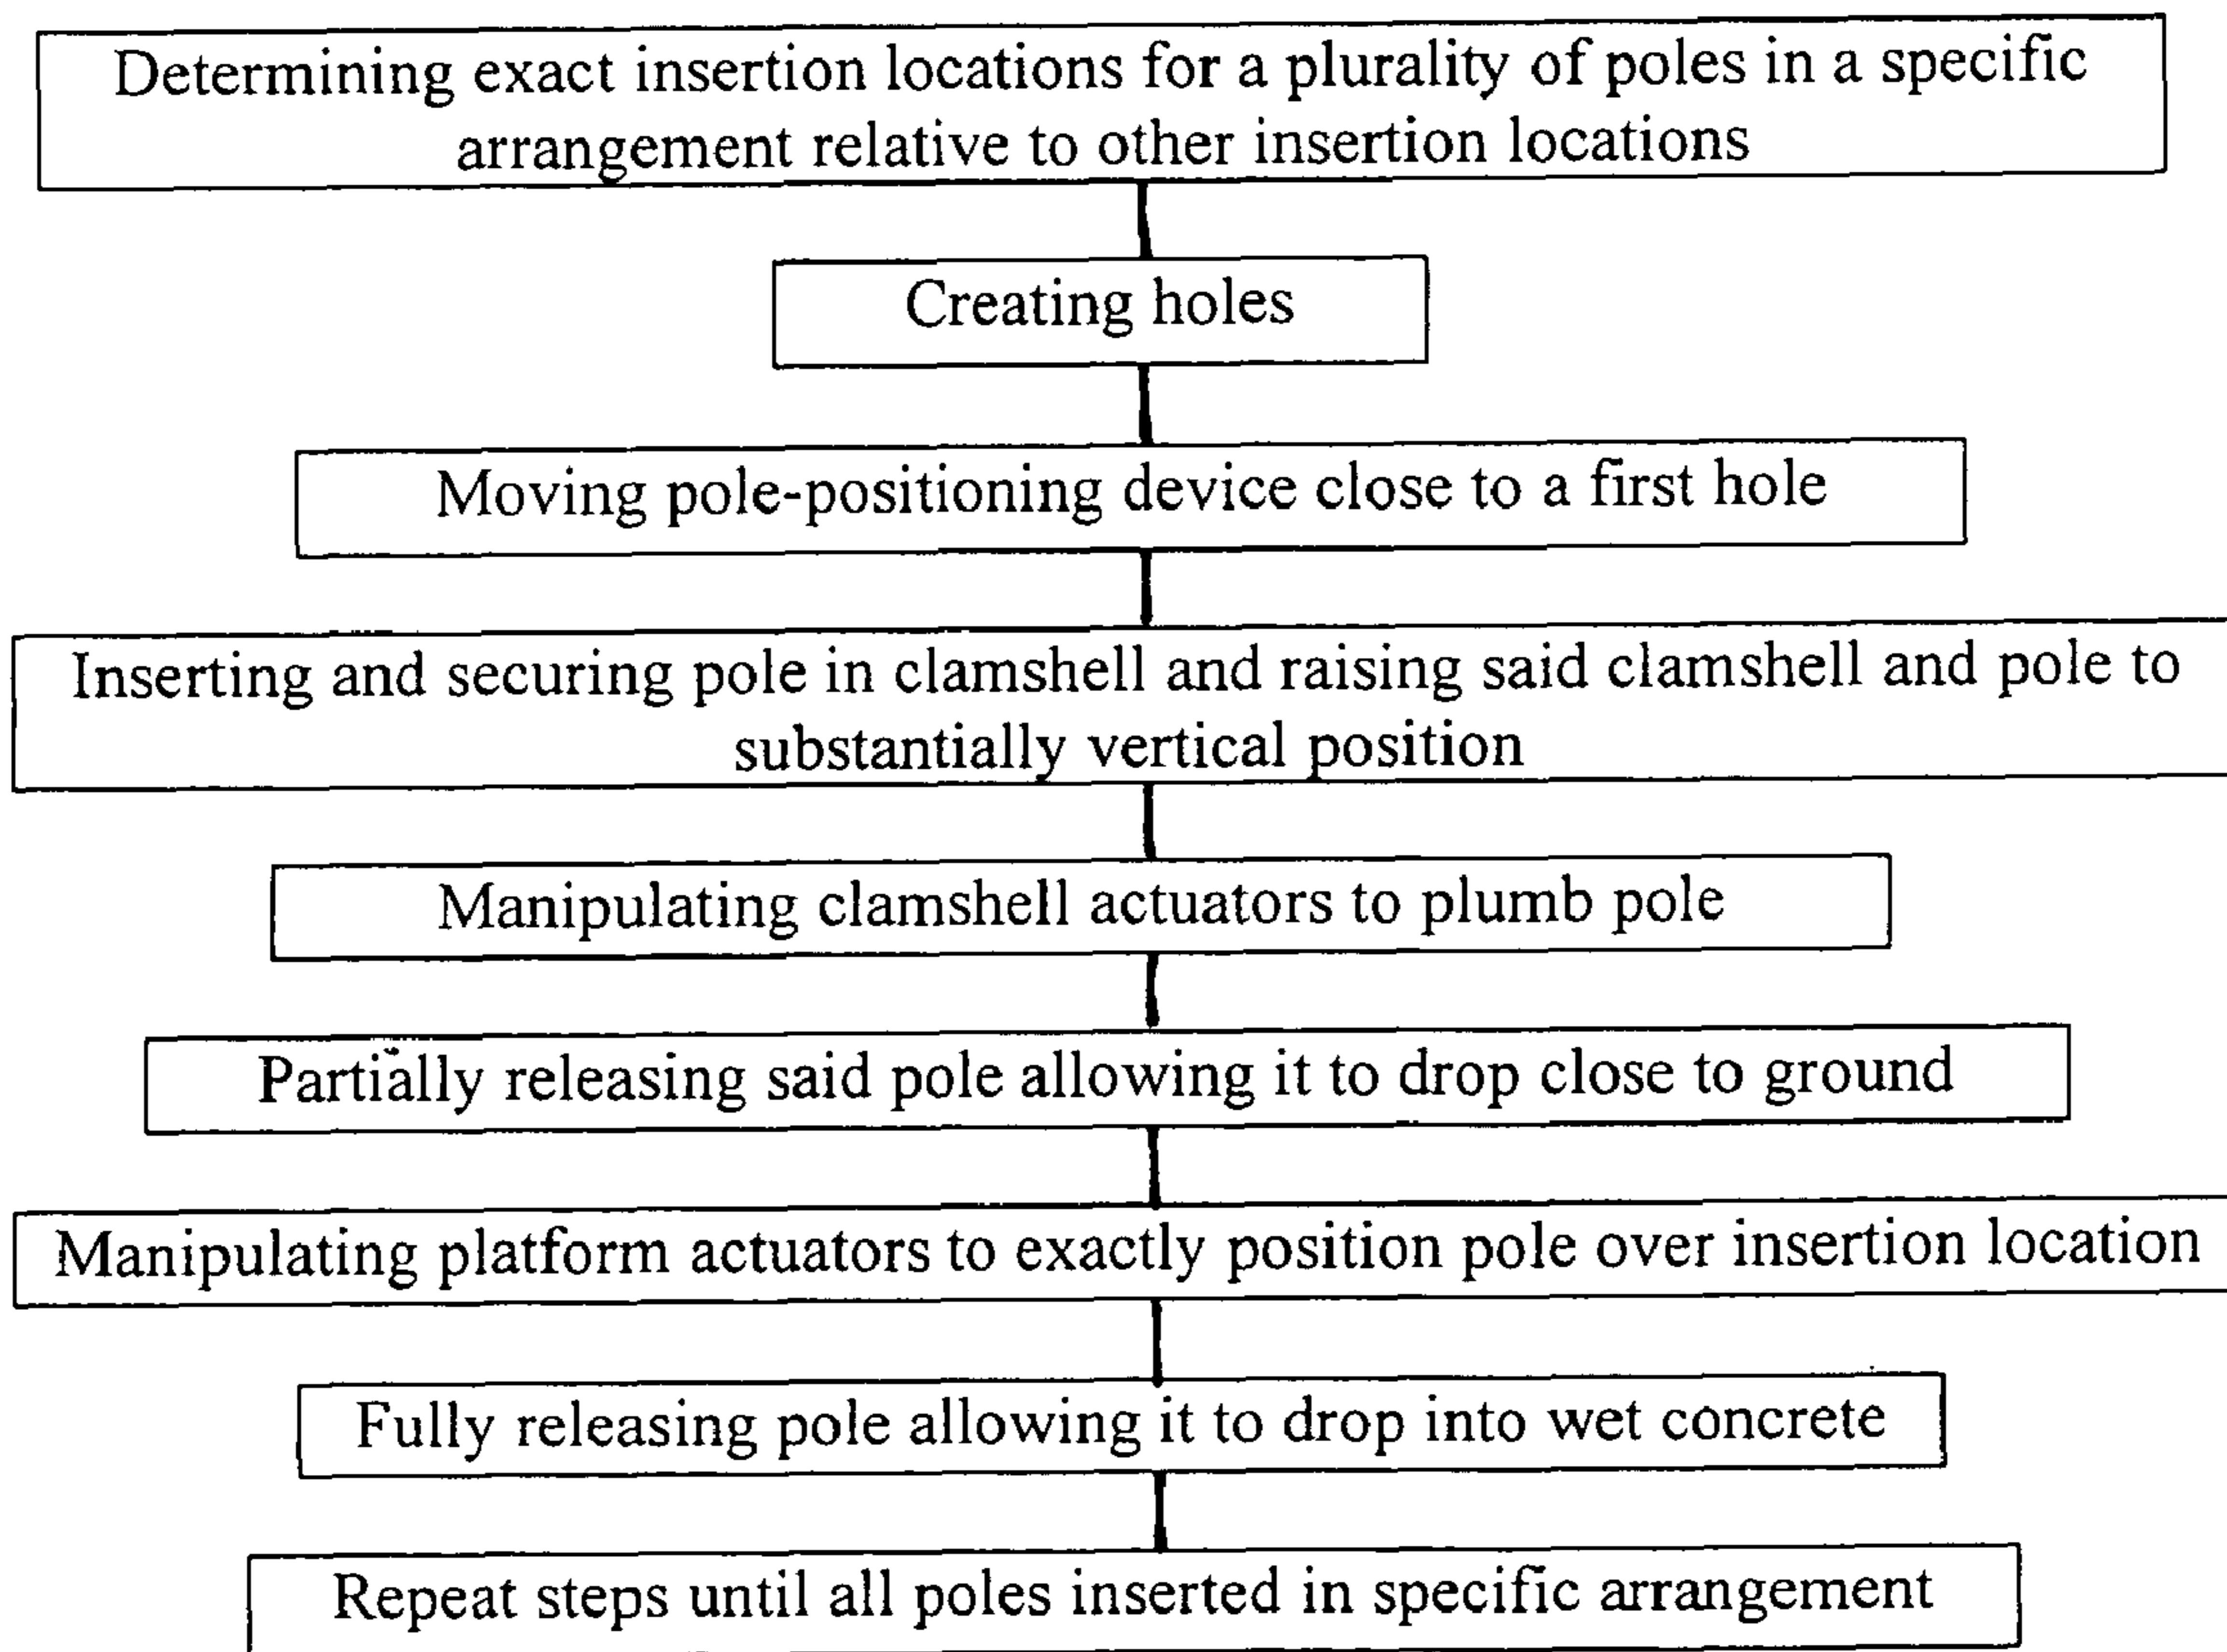 Determining exact insertion locations for a plurality of poles in a specific
arrangement relative to other insertion locations
Creating holes
Moving pole-positioning device close to a first hole
Inserting and securing pole in clamshell and raising said clamshell and pole to
substantially vertical position
Manipulating clamshell actuators to plumb pole
Partially releasing said pole allowing it to drop close to ground
Manipulating platform actuators to exactly position pole over insertion location
Fully releasing pole allowing it to drop into wet concrete
Repeat steps until all poles inserted in specific arrangement